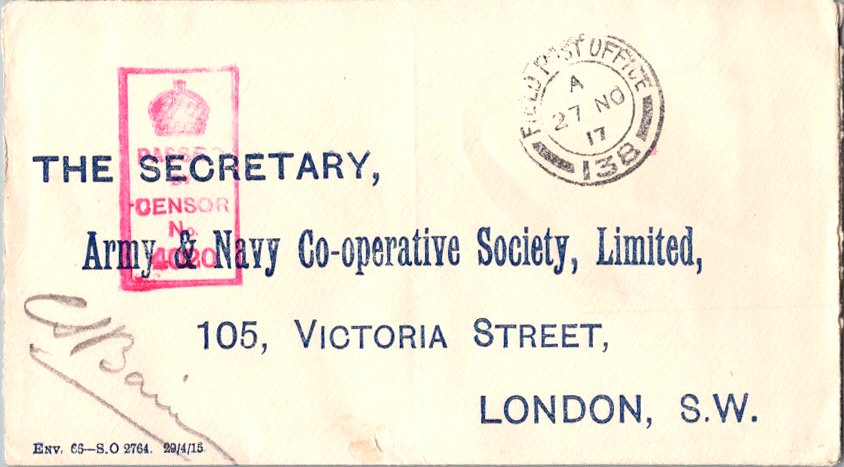 FIELD POST OFFICE
A
27 NO
17
138
PASSED
BY
CENSOR
No.
THE SECRETARY,
Army & Navy Co-operative Society, Limited,
105, VICTORIA STREET,
LONDON, S.W.
ENV. 66—S.O 2764. 29/4/15